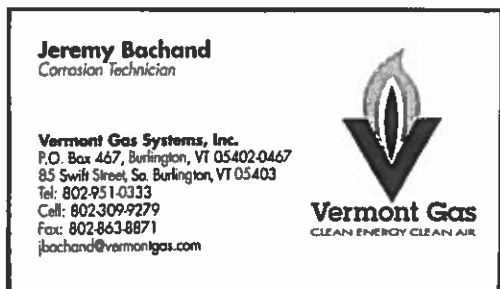 Jeremy Bachand
Corrosion Technician
Vermont Gas Systems, Inc.
P.O. Box 467, Burlington, VT 05402-0467
85 Swift Street, So. Burlington, VT 05403
Tel: 802-951-0333
Cell: 802-309-9279
Fax: 802-863-8871
jbachand@vermontgas.com
Vermont Gas
CLEAN ENERGY CLEAN AIR